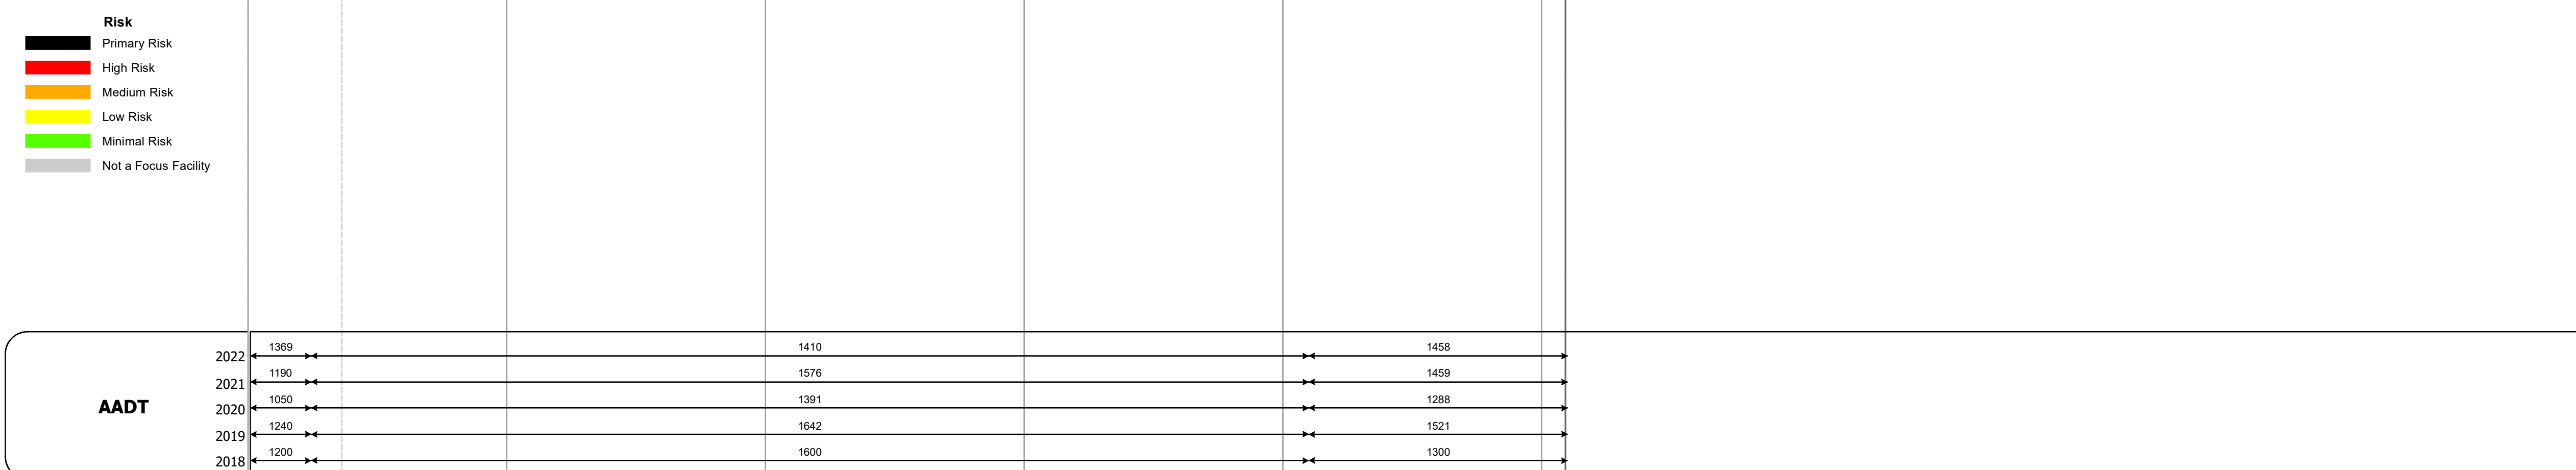 Risk
Primary Risk
High Risk
Medium Risk
Low Risk
Minimal Risk
Not a Focus Facility
AADT
2022 1369 1410 1458
2021 1190 1576 1459
2020 1050 1391 1288
2019 1240 1642 1521
2018 1200 1600 1300